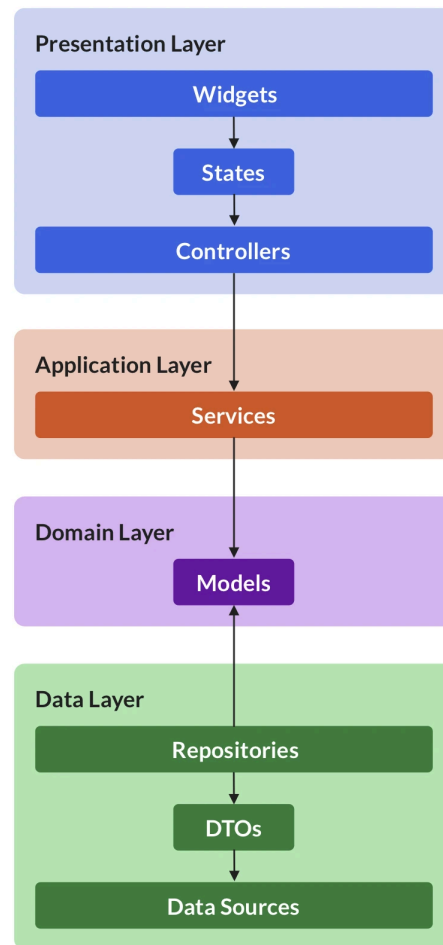 Presentation Layer
Widgets
States
Controllers
Application Layer
Services
Domain Layer
Models
Data Layer
Repositories
DTOs
Data Sources